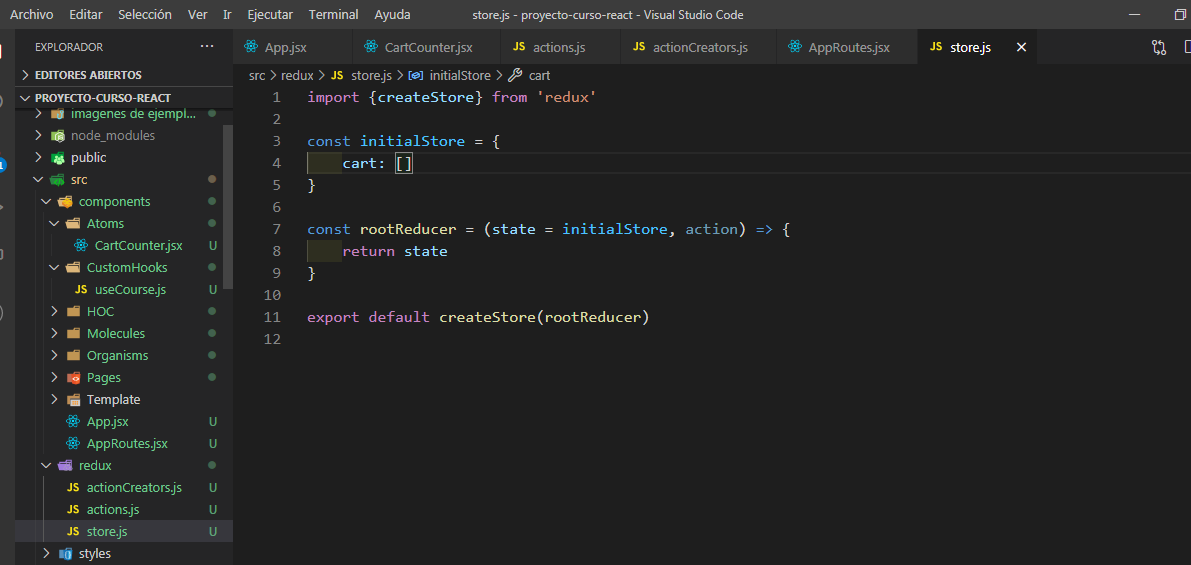 Archivo Editar Selección Ver Ir Ejecutar Terminal Ayuda store.js - proyecto-curso-react - Visual Studio Code
EXPLORADOR ···
App.jsx CartCounter.jsx JS actions.js JS actionCreators.js AppRoutes.jsx JS store.js
EDITORES ABIERTOS
src > redux > JS store.js > initialStore > cart
PROYECTO-CURSO-REACT
imagenes de ejempl...
node_modules
public
src
components
Atoms
CartCounter.jsx U
CustomHooks
JS useCourse.js U
HOC
Molecules
Organisms
Pages
Template
App.jsx U
AppRoutes.jsx U
redux
JS actionCreators.js U
JS actions.js U
JS store.js U
styles
1 import {createStore} from 'redux'
2
3 const initialStore = {
4 cart: []
5 }
6
7 const rootReducer = (state = initialStore, action) => {
8 return state
9 }
10
11 export default createStore(rootReducer)
12